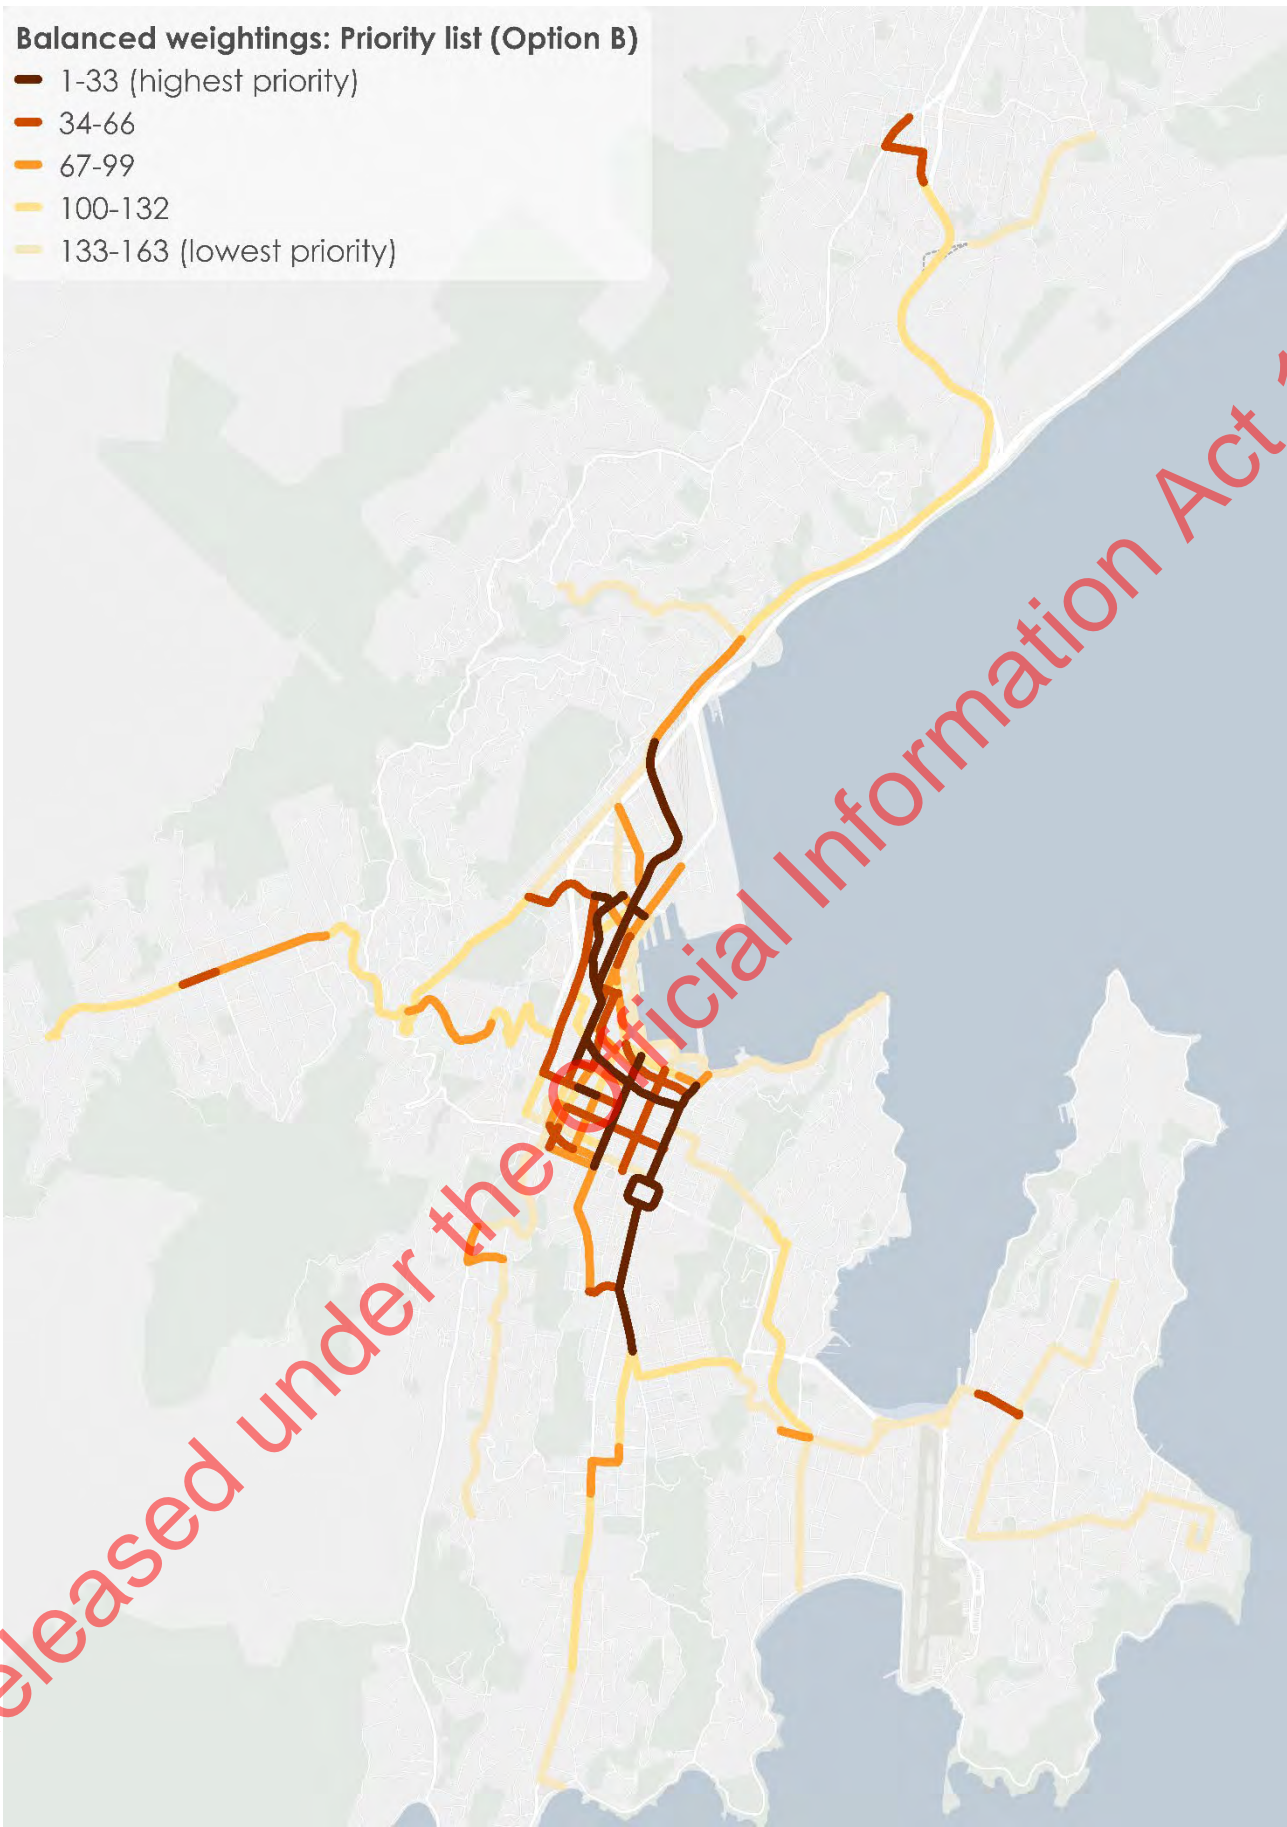 Balanced weightings: Priority list (Option B)
1-33 (highest priority)
34-66
67-99
100-132
133-163 (lowest priority)
eleased under the Official Information Act 1